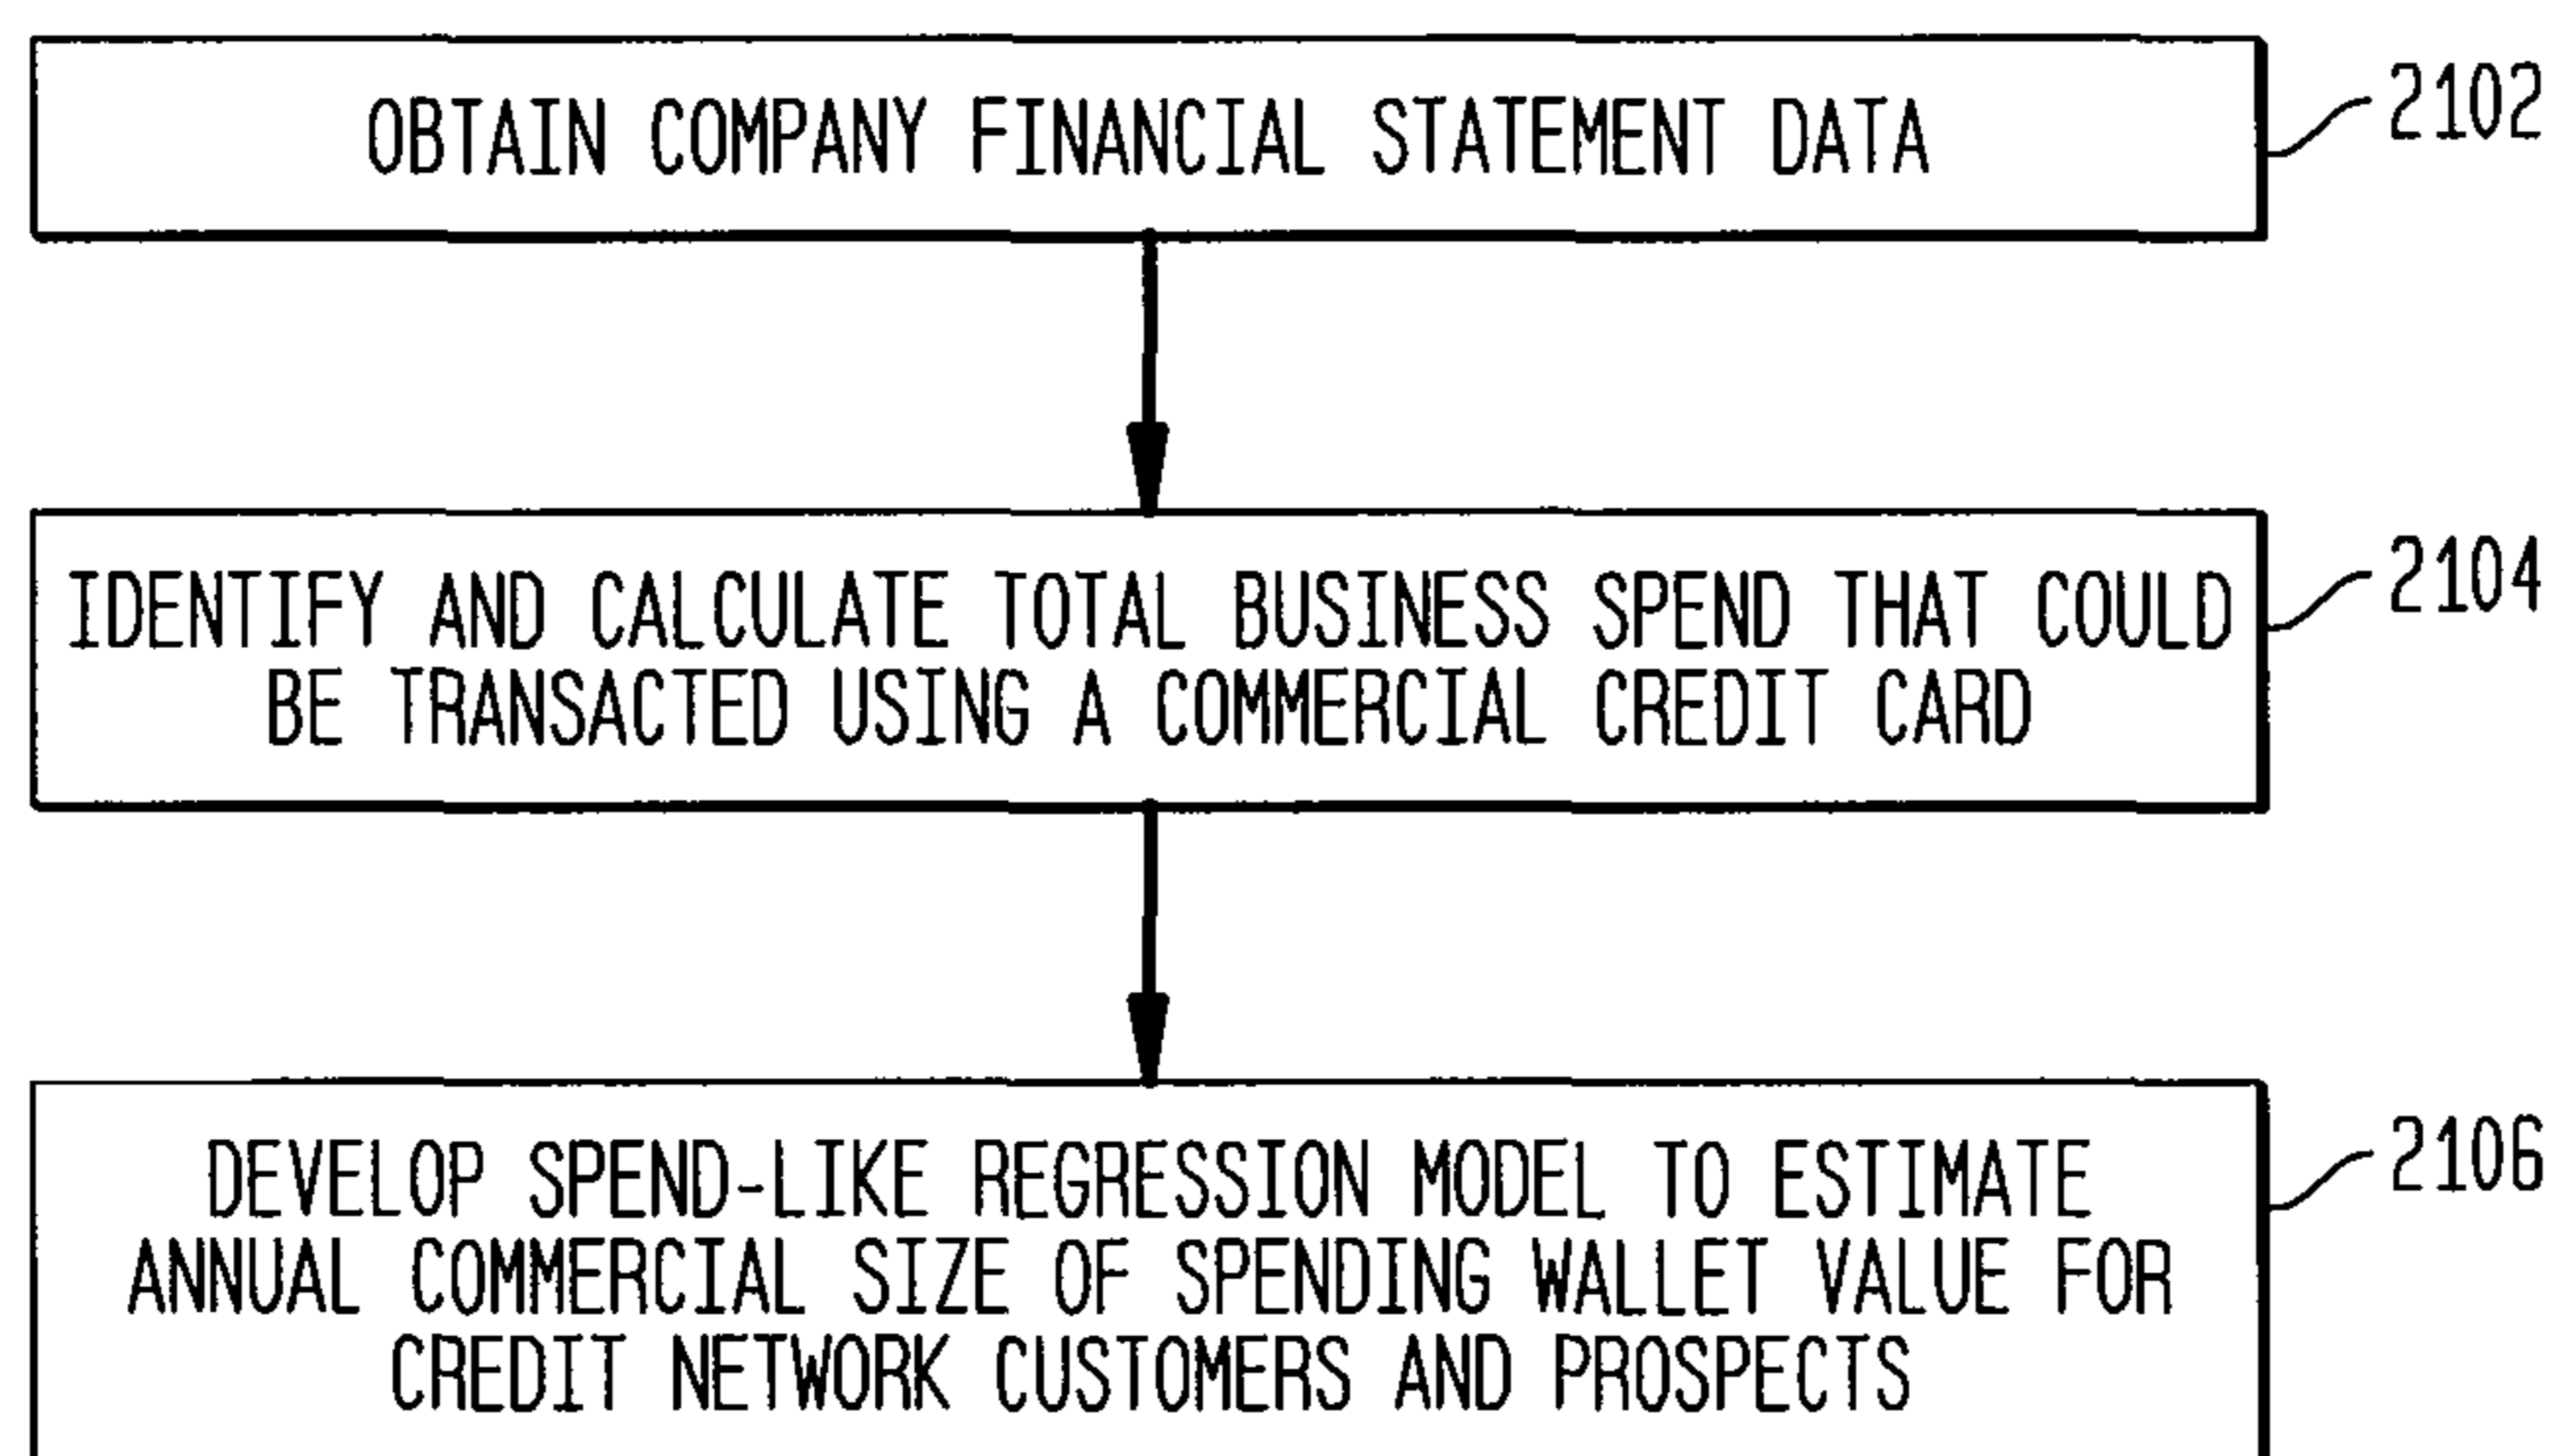 OBTAIN COMPANY FINANCIAL STATEMENT DATA
2102
IDENTIFY AND CALCULATE TOTAL BUSINESS SPEND THAT COULD
BE TRANSACTED USING A COMMERCIAL CREDIT CARD
2104
DEVELOP SPEND-LIKE REGRESSION MODEL TO ESTIMATE
ANNUAL COMMERCIAL SIZE OF SPENDING WALLET VALUE FOR
CREDIT NETWORK CUSTOMERS AND PROSPECTS
2106